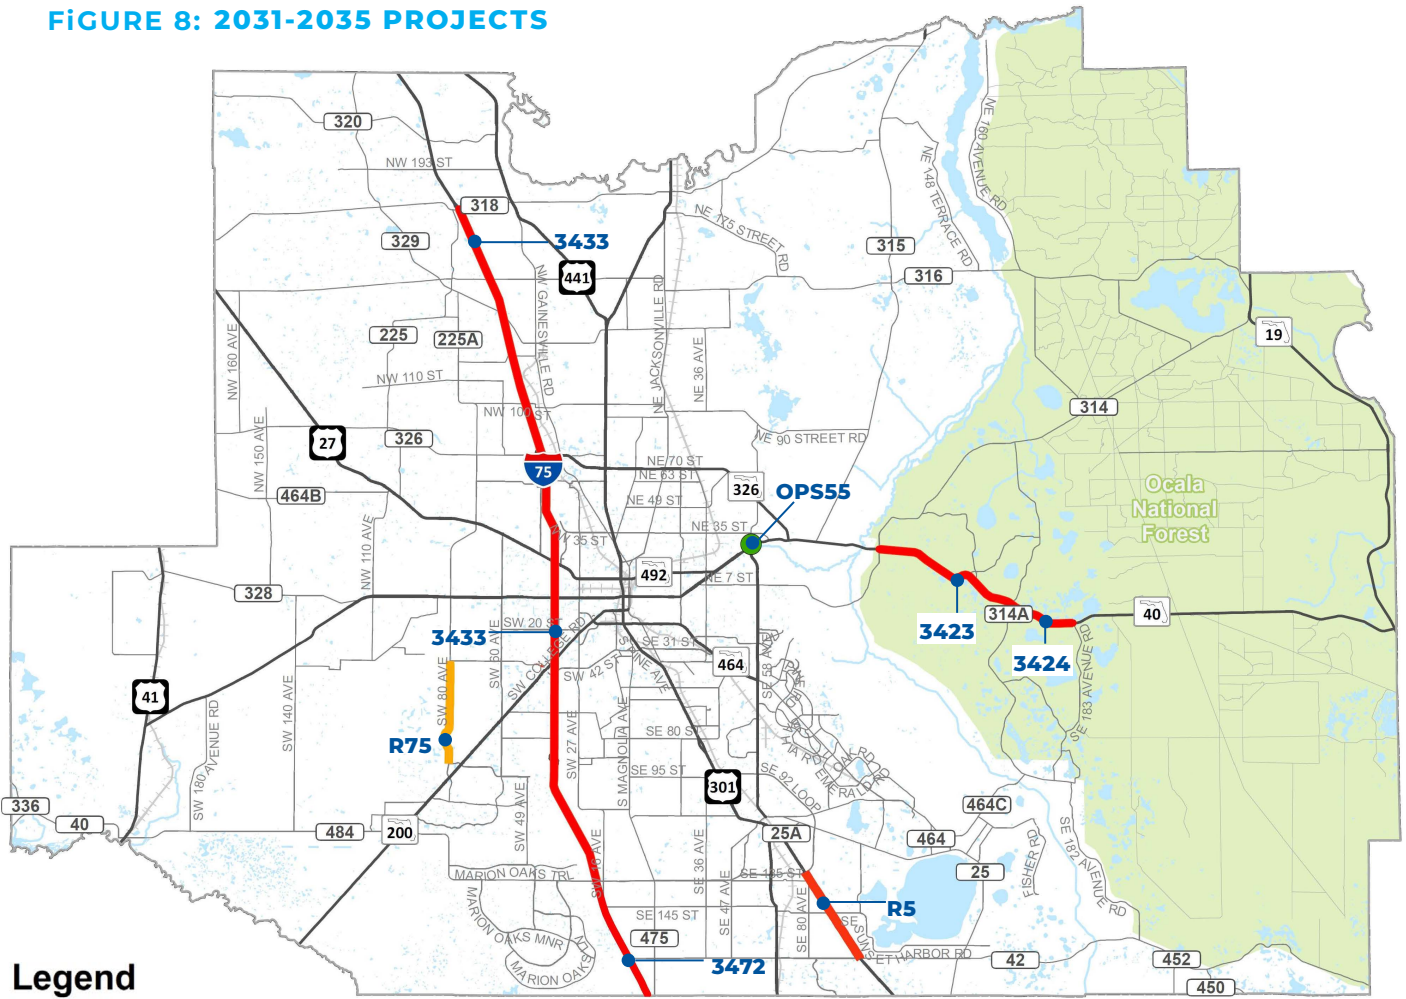 FiGURE 8: 2031-2035 PROJECTS
320
NW 193 ST
318
329
3433
441
NE 175 STREET RD
NE 148 TERRACE RD
NE 160 AVENUE RD
315
316
NW GAINESVILLE RD
NE JACKSONVILLE RD
NE 36 AVE
NW 160 AVE
225
225A
NW 110 ST
NW 100 ST
19
314
27
326
NW 150 AVE
NE 90 STREET RD
75
NE 70 ST
NE 63 ST
326
OPS55
464B
NE 49 ST
Ocala
National
Forest
NW 110 AVE
NW 35 ST
NE 35 ST
492
NE 7 ST
328
314A
40
3423
3424
3433
SW 20 ST
SW 60 AVE
SW COLLEGE RD
SE 31 ST
SW 42 ST
S PINE AVE
464
SE 58 AVE
SE 183 AVENUE RD
41
SW 140 AVE
SW 80 AVE
SW 180 AVENUE RD
R75
SW 27 AVE
S MAGNOLIA AVE
SE 80 ST
SE 95 ST
301
SE 92 LOOP
EMERALD RD
336
40
484
200
SW 49 AVE
25A
464C
464
25
FISHER RD
SE 182 AVENUE RD
MARION OAKS TRL
SE 36 AVE
SE 47 AVE
SE 135 ST
SE 80 AVE
R5
MARION OAKS MNR
MARION OAKS
SE 145 ST
475
SE SUNSET HARBOR RD
42
452
450
3472
Legend